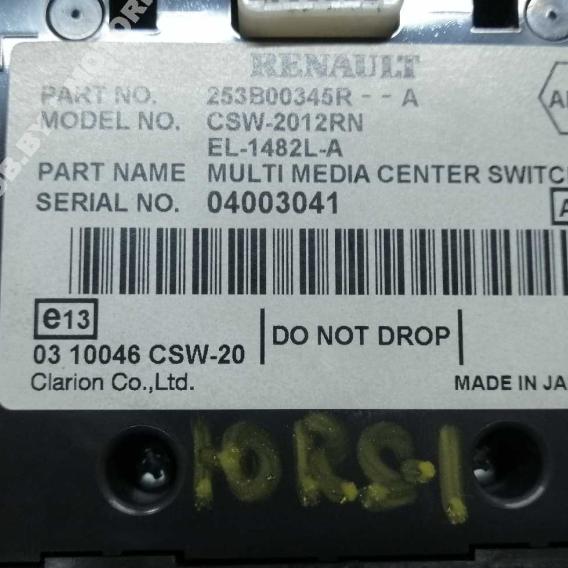 RENAULT
PART NO. 253B00345R - - A
MODEL NO. CSW-2012RN
EL-1482L-A
PART NAME MULTI MEDIA CENTER SWITCH
SERIAL NO. 04003041
A
e13
DO NOT DROP
03 10046 CSW-20
Clarion Co.,Ltd.
MADE IN JA